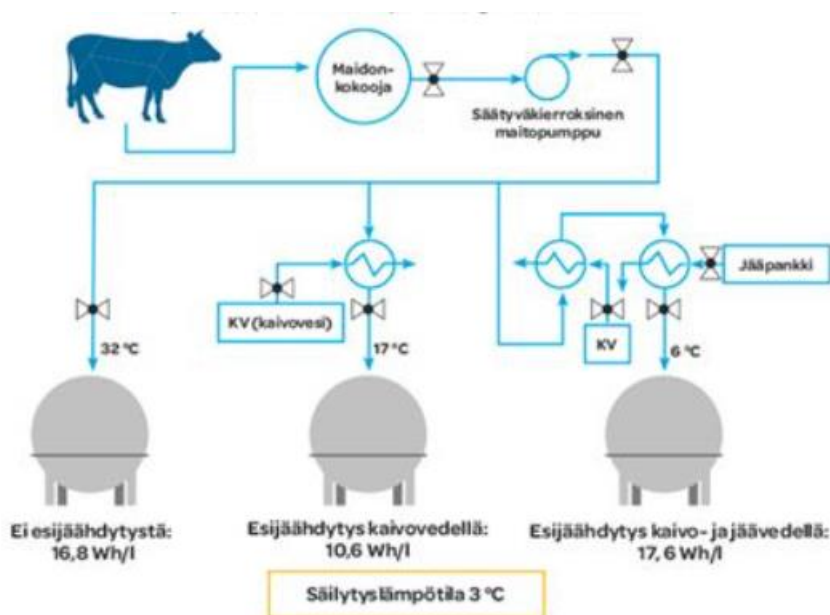 Maidon-
kokooja
Säätyväkierroksinen
maitopumppu
Jääpankki
KV (kaivovesi)
KV
32 °C
17 °C
6 °C
Ei esijäähdytystä:
16,8 Wh/l
Esijäähdytys kaivovedellä:
10,6 Wh/l
Esijäähdytys kaivo- ja jäävedellä:
17, 6 Wh/l
Säilytyslämpötila 3 °C